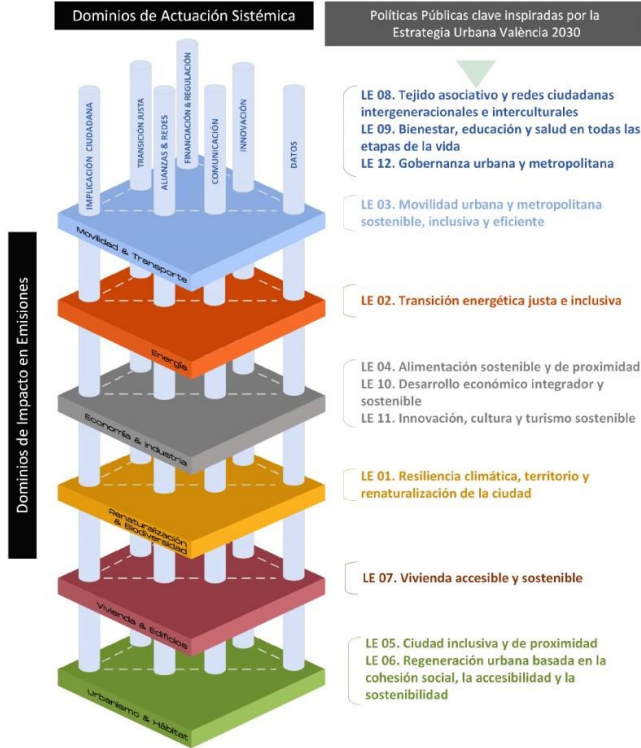 Dominios de Actuación Sistémica
Políticas Públicas clave inspiradas por la
Estrategia Urbana València 2030
IMPLICACIÓN CIUDADANA
TRANSICIÓN JUSTA
ALIANZAS & REDES
FINANCIACIÓN & REGULACIÓN
COMUNICACIÓN
INNOVACIÓN
DATOS
LE 08. Tejido asociativo y redes ciudadanas
intergeneracionales e interculturales
LE 09. Bienestar, educación y salud en todas las
etapas de la vida
LE 12. Gobernanza urbana y metropolitana
Dominios de Impacto en Emisiones
Movilidad & Transporte
LE 03. Movilidad urbana y metropolitana
sostenible, inclusiva y eficiente
Energía
LE 02. Transición energética justa e inclusiva
Economía & Industria
LE 04. Alimentación sostenible y de proximidad
LE 10. Desarrollo económico integrador y
sostenible
LE 11. Innovación, cultura y turismo sostenible
Renaturalización
& Biodiversidad
LE 01. Resiliencia climática, territorio y
renaturalización de la ciudad
Vivienda & Edificios
LE 07. Vivienda accesible y sostenible
Urbanismo & Hábitat
LE 05. Ciudad inclusiva y de proximidad
LE 06. Regeneración urbana basada en la
cohesión social, la accesibilidad y la
sostenibilidad